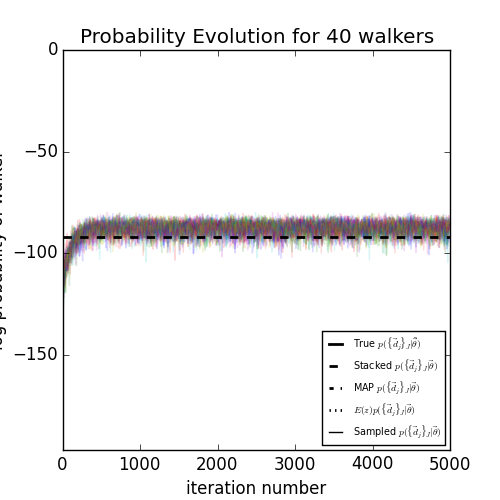 Probability Evolution for 40 walkers
0
−50
−100
−150
log probability of walker
0 1000 2000 3000 4000 5000
iteration number
True p({d⃗_j}_J|θ⃗)
Stacked p({d⃗_j}_J|θ⃗)
MAP p({d⃗_j}_J|θ⃗)
E(z)p({d⃗_j}_J|θ⃗)
Sampled p({d⃗_j}_J|θ⃗)